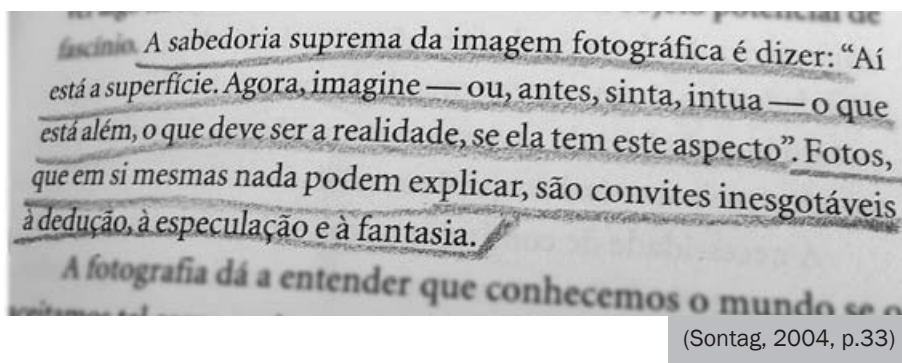 potencial de
fascínio. A sabedoria suprema da imagem fotográfica é dizer: “Aí
está a superfície. Agora, imagine — ou, antes, sinta, intua — o que
está além, o que deve ser a realidade, se ela tem este aspecto”. Fotos,
que em si mesmas nada podem explicar, são convites inesgotáveis
à dedução, à especulação e à fantasia.
A fotografia dá a entender que conhecemos o mundo se o
(Sontag, 2004, p.33)